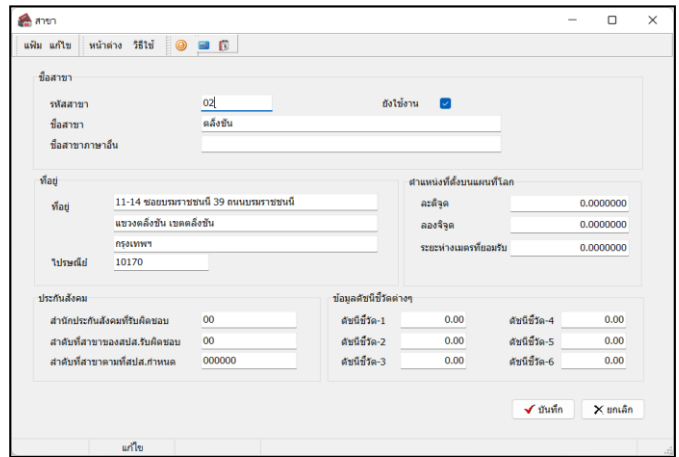 สาขา
แฟ้ม แก้ไข หน้าต่าง วิธีใช้
ชื่อสาขา
รหัสสาขา 02 ยังใช้งาน
ชื่อสาขา ตลิ่งชัน
ชื่อสาขาภาษาอื่น
ที่อยู่ ตำแหน่งที่ตั้งบนแผนที่โลก
ที่อยู่ 11-14 ซอยบรมราชชนนี 39 ถนนบรมราชชนนี ละติจูด 0.0000000
แขวงตลิ่งชัน เขตตลิ่งชัน ลองจิจูด 0.0000000
กรุงเทพฯ ระยะห่างเมตรที่ยอมรับ 0.0000000
ไปรษณีย์ 10170
ประกันสังคม ข้อมูลดัชนีชี้วัดต่างๆ
สำนักประกันสังคมที่รับผิดชอบ 00 ดัชนีชี้วัด-1 0.00 ดัชนีชี้วัด-4 0.00
ลำดับที่สาขาของสปส.รับผิดชอบ 00 ดัชนีชี้วัด-2 0.00 ดัชนีชี้วัด-5 0.00
ลำดับที่สาขาตามที่สปส.กำหนด 000000 ดัชนีชี้วัด-3 0.00 ดัชนีชี้วัด-6 0.00
บันทึก ยกเลิก
แก้ไข